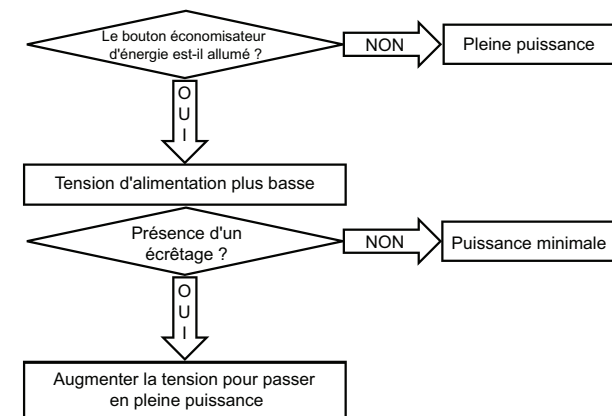 Le bouton économisateur
d'énergie est-il allumé ?
NON
Pleine puissance
O
U
I
Tension d'alimentation plus basse
Présence d'un
écrêtage ?
NON
Puissance minimale
O
U
I
Augmenter la tension pour passer
en pleine puissance